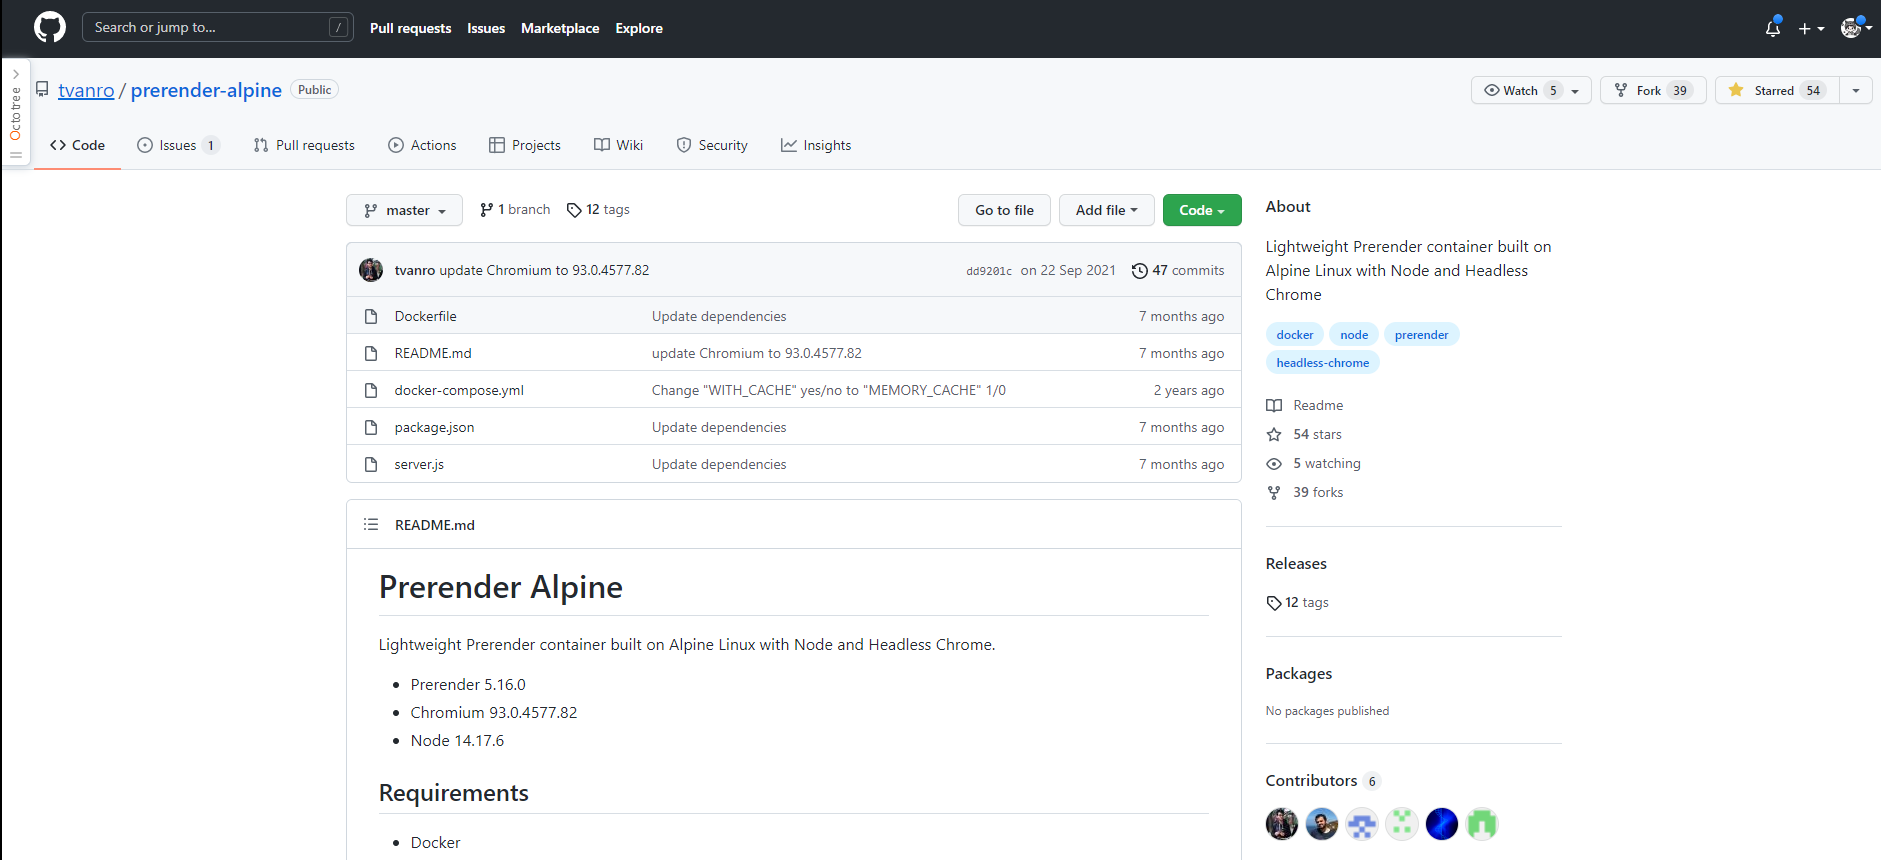 Search or jump to... /
Pull requests Issues Marketplace Explore
Octotree
tvanro / prerender-alpine Public
Watch 5 Fork 39 Starred 54
Code Issues 1 Pull requests Actions Projects Wiki Security Insights
master 1 branch 12 tags Go to file Add file Code
tvanro update Chromium to 93.0.4577.82 dd9201c on 22 Sep 2021 47 commits
Dockerfile Update dependencies 7 months ago
README.md update Chromium to 93.0.4577.82 7 months ago
docker-compose.yml Change "WITH_CACHE" yes/no to "MEMORY_CACHE" 1/0 2 years ago
package.json Update dependencies 7 months ago
server.js Update dependencies 7 months ago
README.md
Prerender Alpine
Lightweight Prerender container built on Alpine Linux with Node and Headless Chrome.
Prerender 5.16.0
Chromium 93.0.4577.82
Node 14.17.6
Requirements
Docker
About
Lightweight Prerender container built on
Alpine Linux with Node and Headless
Chrome
docker node prerender
headless-chrome
Readme
54 stars
5 watching
39 forks
Releases
12 tags
Packages
No packages published
Contributors 6